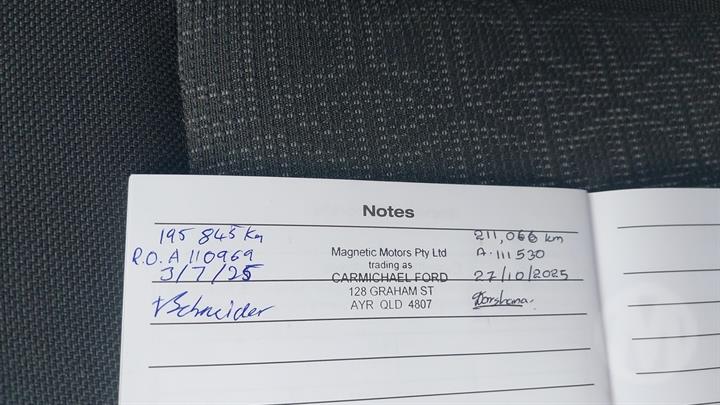 Notes
195 845 Km
R.O. A 110969
3/7/25
Schneider
Magnetic Motors Pty Ltd
trading as
CARMICHAEL FORD
128 GRAHAM ST
AYR QLD 4807
211,066 km
A.111530
27/10/2025
Darshana.